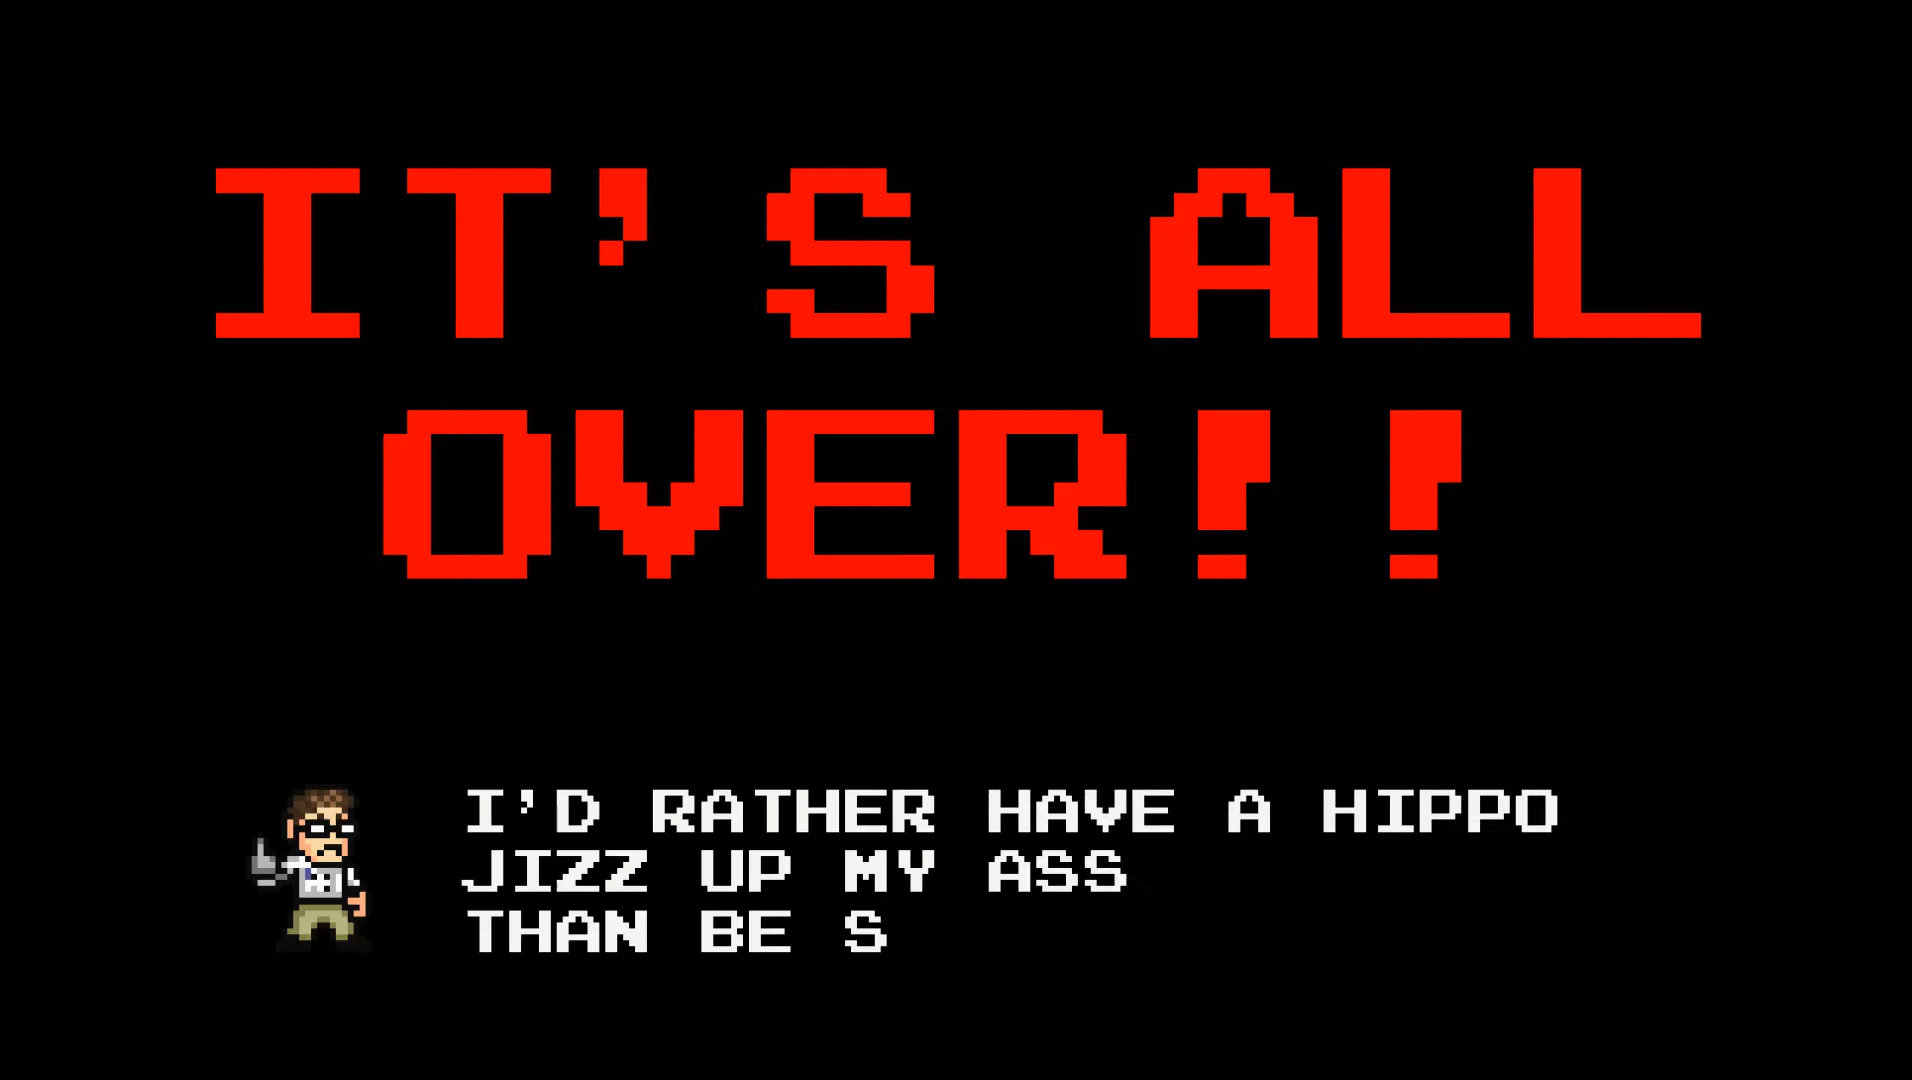 IT'S ALL
OVER!!
I'D RATHER HAVE A HIPPO
JIZZ UP MY ASS
THAN BE S